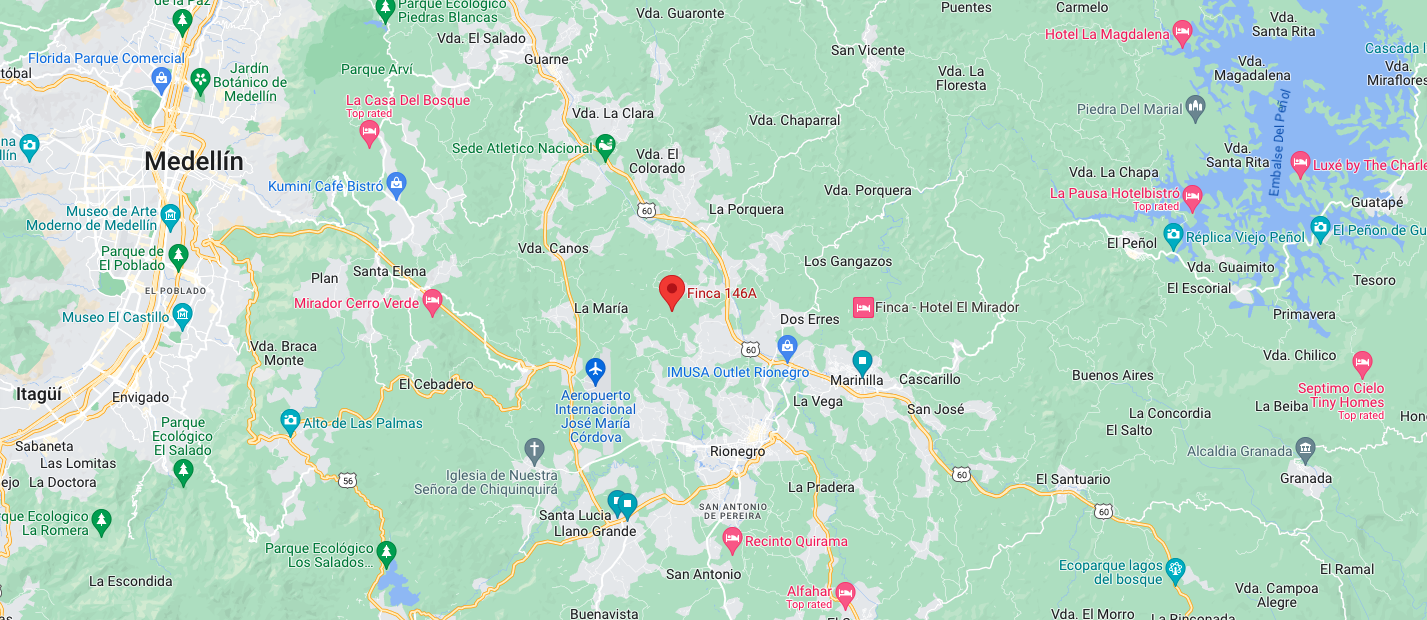 de la Paz
Parque Ecológico
Piedras Blancas
Vda. Guaronte
Puentes
Carmelo
Vda. El Salado
Vda.
Santa Rita
Hotel La Magdalena
San Vicente
Cascada l
Florida Parque Comercial
Guarne
Vda.
Magdalena
Vda.
Miraflores
tóbal
Jardín
Botánico de
Medellín
Parque Arví
Vda. La
Floresta
La Casa Del Bosque
Top rated
Vda. La Clara
Vda. Chaparral
Piedra Del Marial
Embalse Del Peñol
na
llín
Medellín
Sede Atletico Nacional
Vda. El
Colorado
Vda.
Santa Rita
Luxé by The Charle
Vda. La Chapa
Kuminí Café Bistró
Vda. Porquera
La Pausa Hotelbistró
Top rated
Guatapé
Museo de Arte
Moderno de Medellín
60
La Porquera
El Peñol
Réplica Viejo Peñol
El Peñon de Gu
Parque de
El Poblado
Vda. Canos
Los Gangazos
Vda. Guaimito
EL POBLADO
Plan
Santa Elena
Tesoro
Mirador Cerro Verde
Finca 146A
El Escorial
Museo El Castillo
La María
Dos Erres
Finca - Hotel El Mirador
Primavera
Vda. Braca
Monte
60
Vda. Chilico
IMUSA Outlet Rionegro
Marinilla
Cascarillo
Buenos Aires
Itagüí
Envigado
El Cebadero
Aeropuerto
Internacional
José María
Córdova
La Vega
San José
Septimo Cielo
Tiny Homes
Top rated
La Beiba
La Concordia
El Salto
Parque
Ecológico
El Salado
Alto de Las Palmas
Sabaneta
Las Lomitas
Rionegro
Alcaldia Granada
Granada
ejo
La Doctora
56
Iglesia de Nuestra
Señora de Chiquinquirá
60
El Santuario
La Pradera
60
que Ecologico
La Romera
Santa Lucia
Llano Grande
SAN ANTONIO
DE PEREIRA
Recinto Quirama
Parque Ecológico
Los Salados...
La Escondida
San Antonio
Ecoparque lagos
del bosque
El Ramal
Alfahar
Top rated
Vda. Campoa
Alegre
Buenavista
Vda. El Morro
La Rinconada